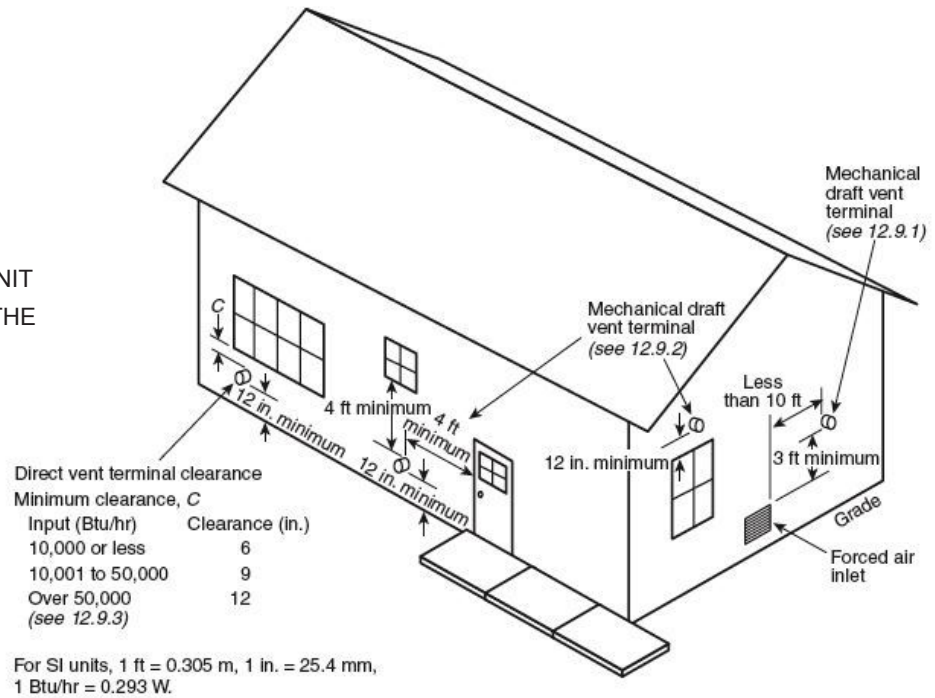 NIT
THE
Mechanical
draft vent
terminal
(see 12.9.1)
Mechanical draft
vent terminal
(see 12.9.2)
C
Less
than 10 ft
12 in. minimum
4 ft minimum
4 ft
minimum
12 in. minimum
12 in. minimum
3 ft minimum
Grade
Forced air
inlet
Direct vent terminal clearance
Minimum clearance, C
Input (Btu/hr) Clearance (in.)
10,000 or less 6
10,001 to 50,000 9
Over 50,000 12
(see 12.9.3)
For SI units, 1 ft = 0.305 m, 1 in. = 25.4 mm,
1 Btu/hr = 0.293 W.